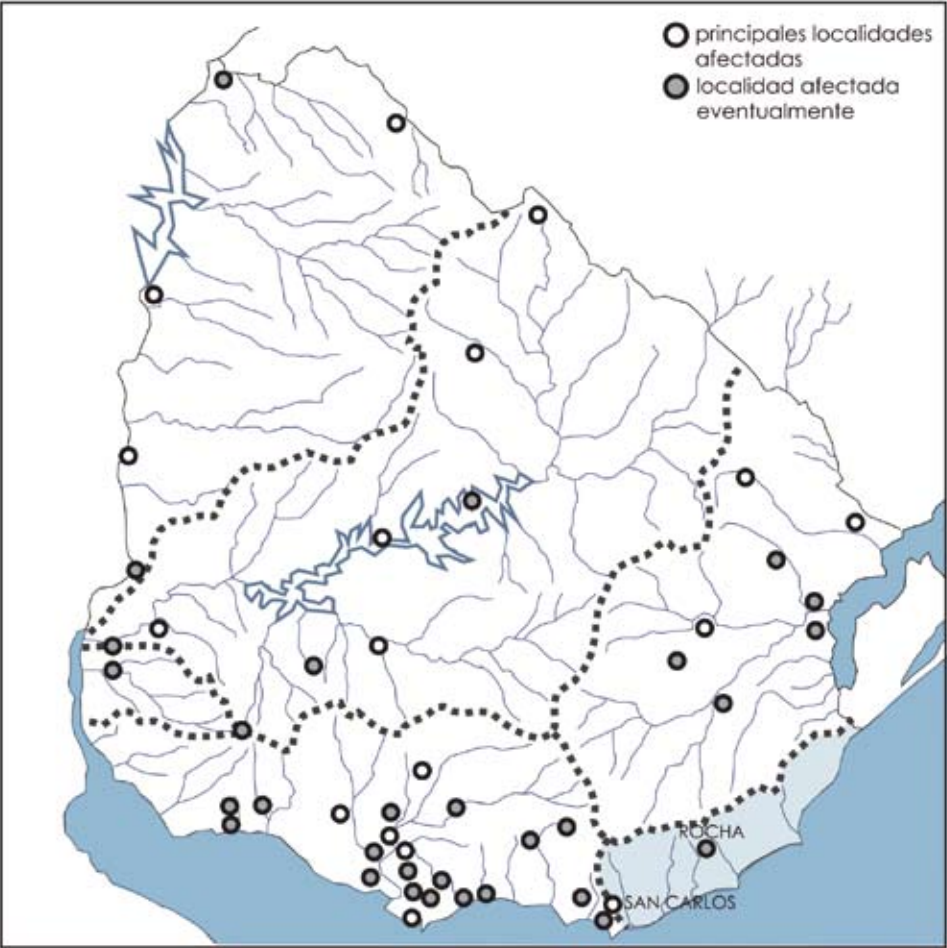 principales localidades
afectadas
localidad afectada
eventualmente
ROCHA
SAN CARLOS